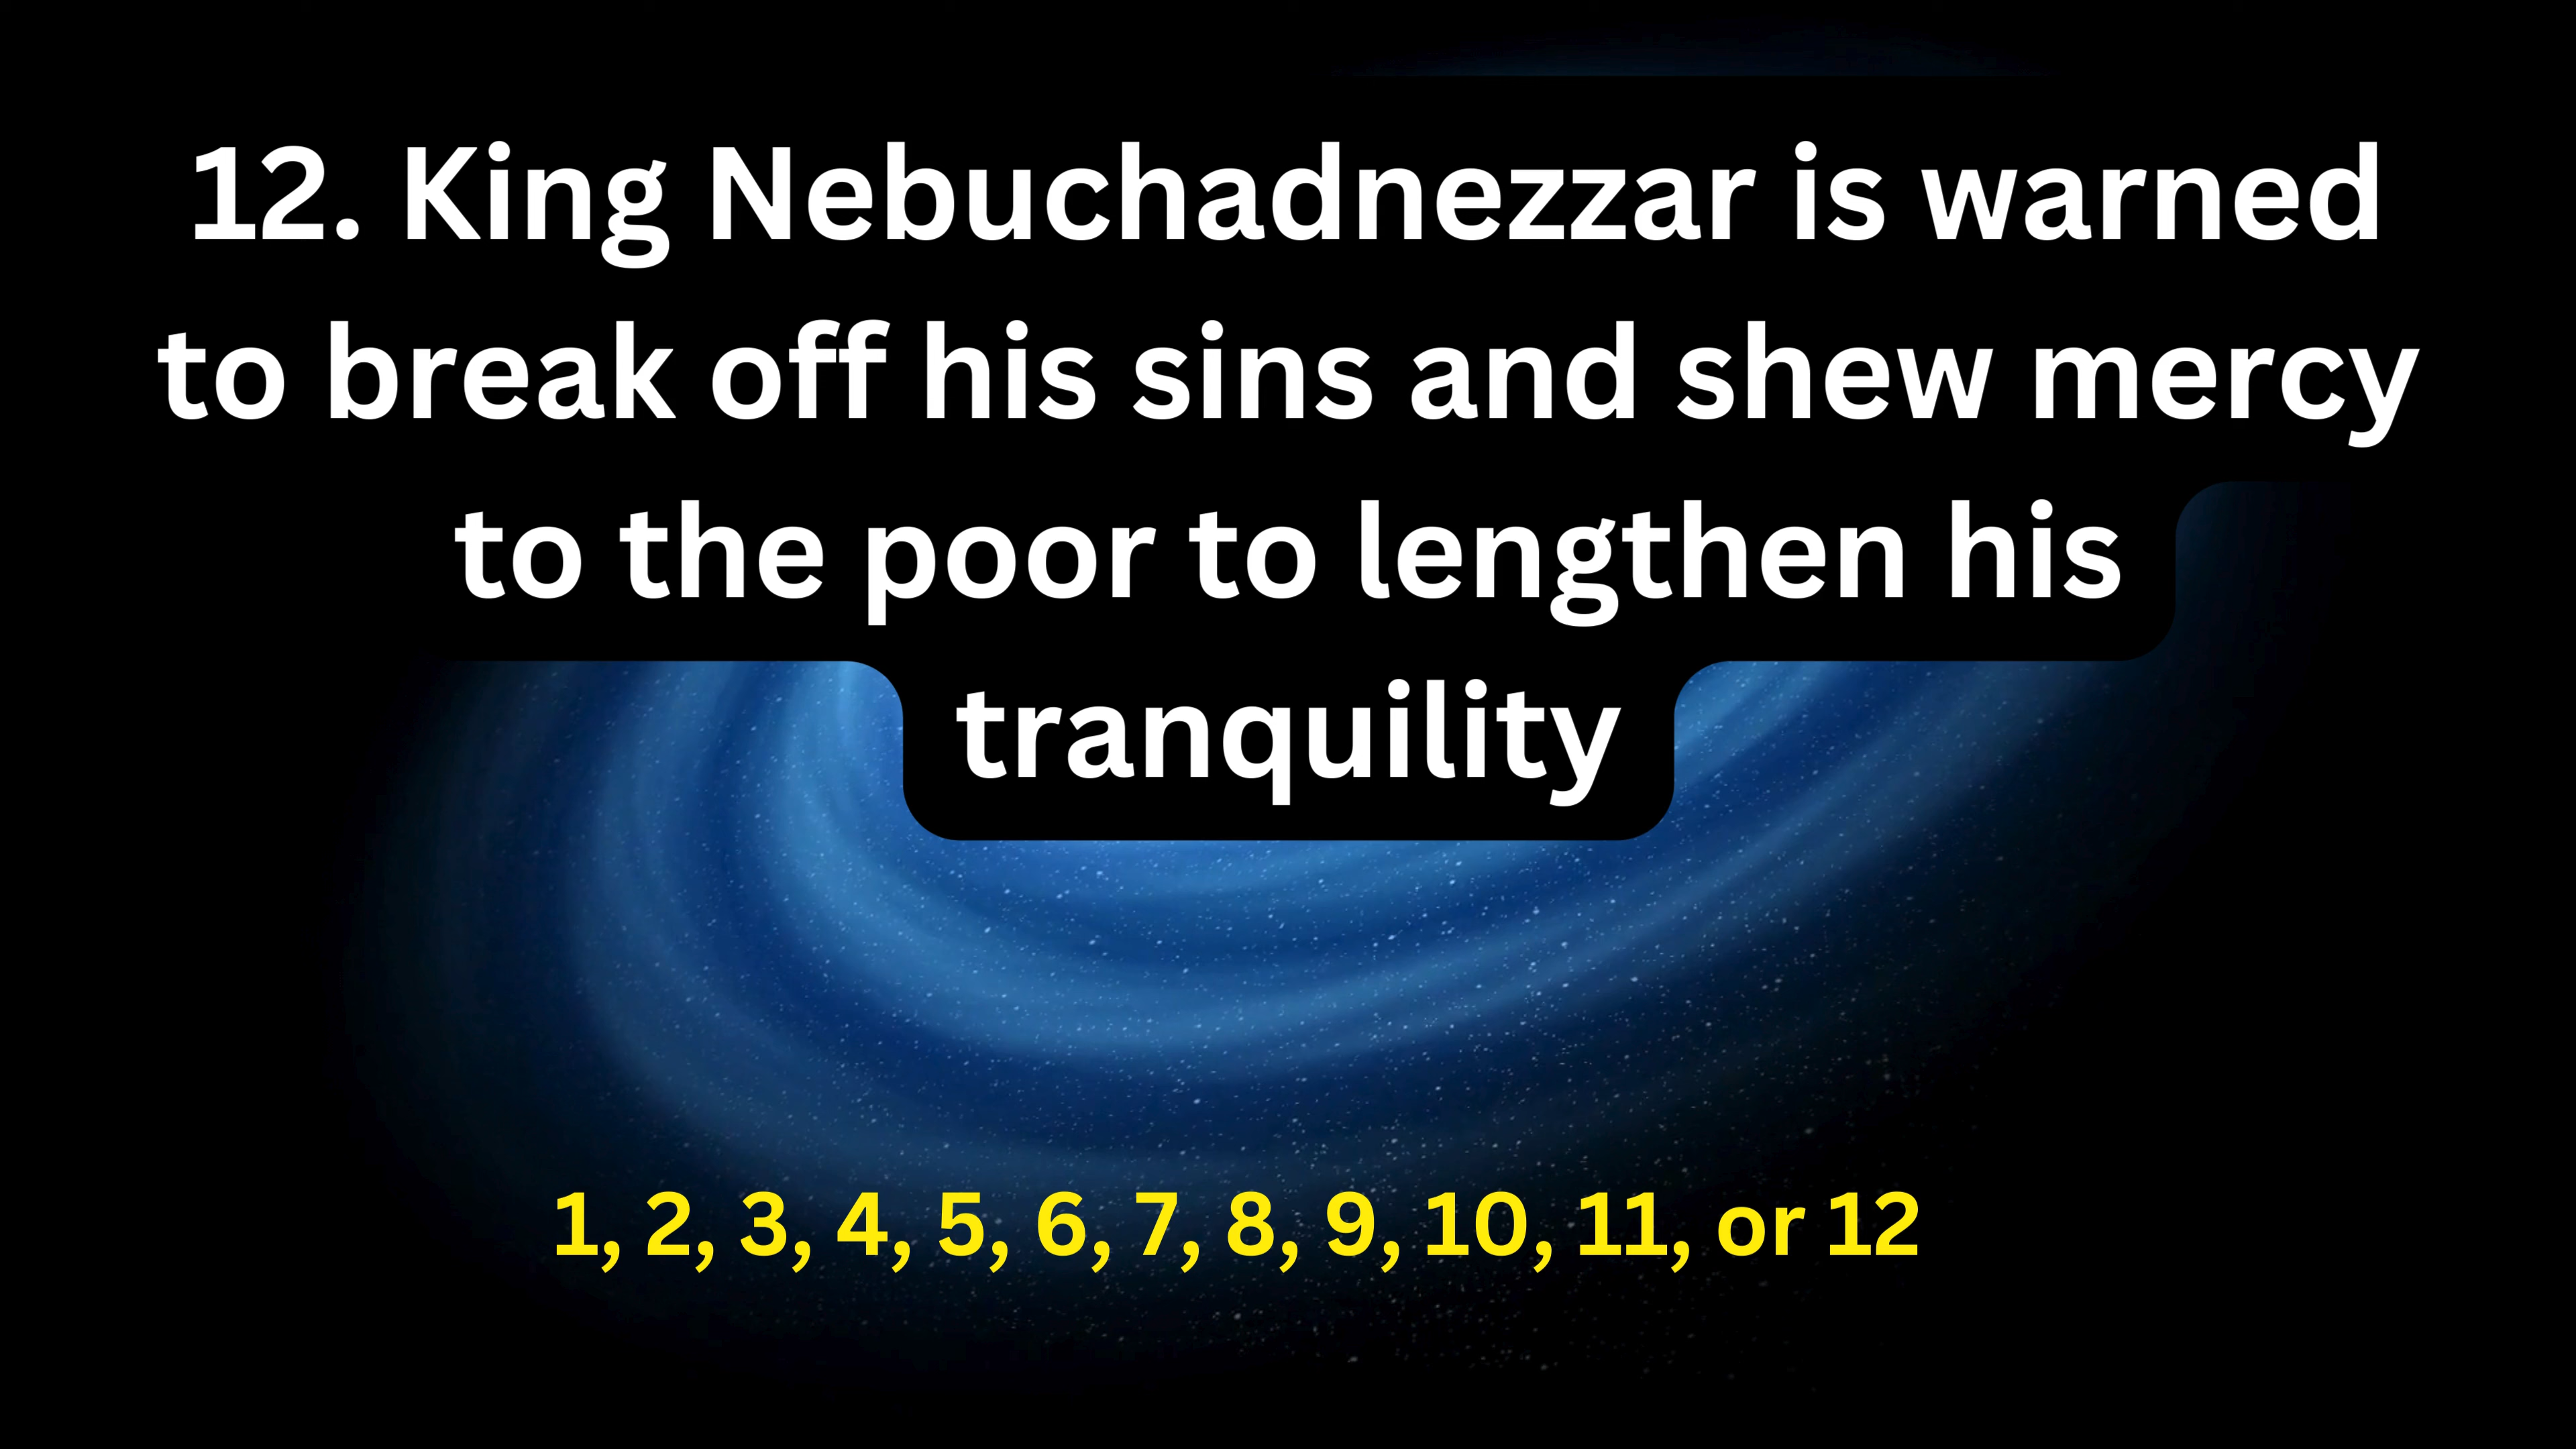 12. King Nebuchadnezzar is warned
to break off his sins and shew mercy
to the poor to lengthen his
tranquility
1, 2, 3, 4, 5, 6, 7, 8, 9, 10, 11, or 12